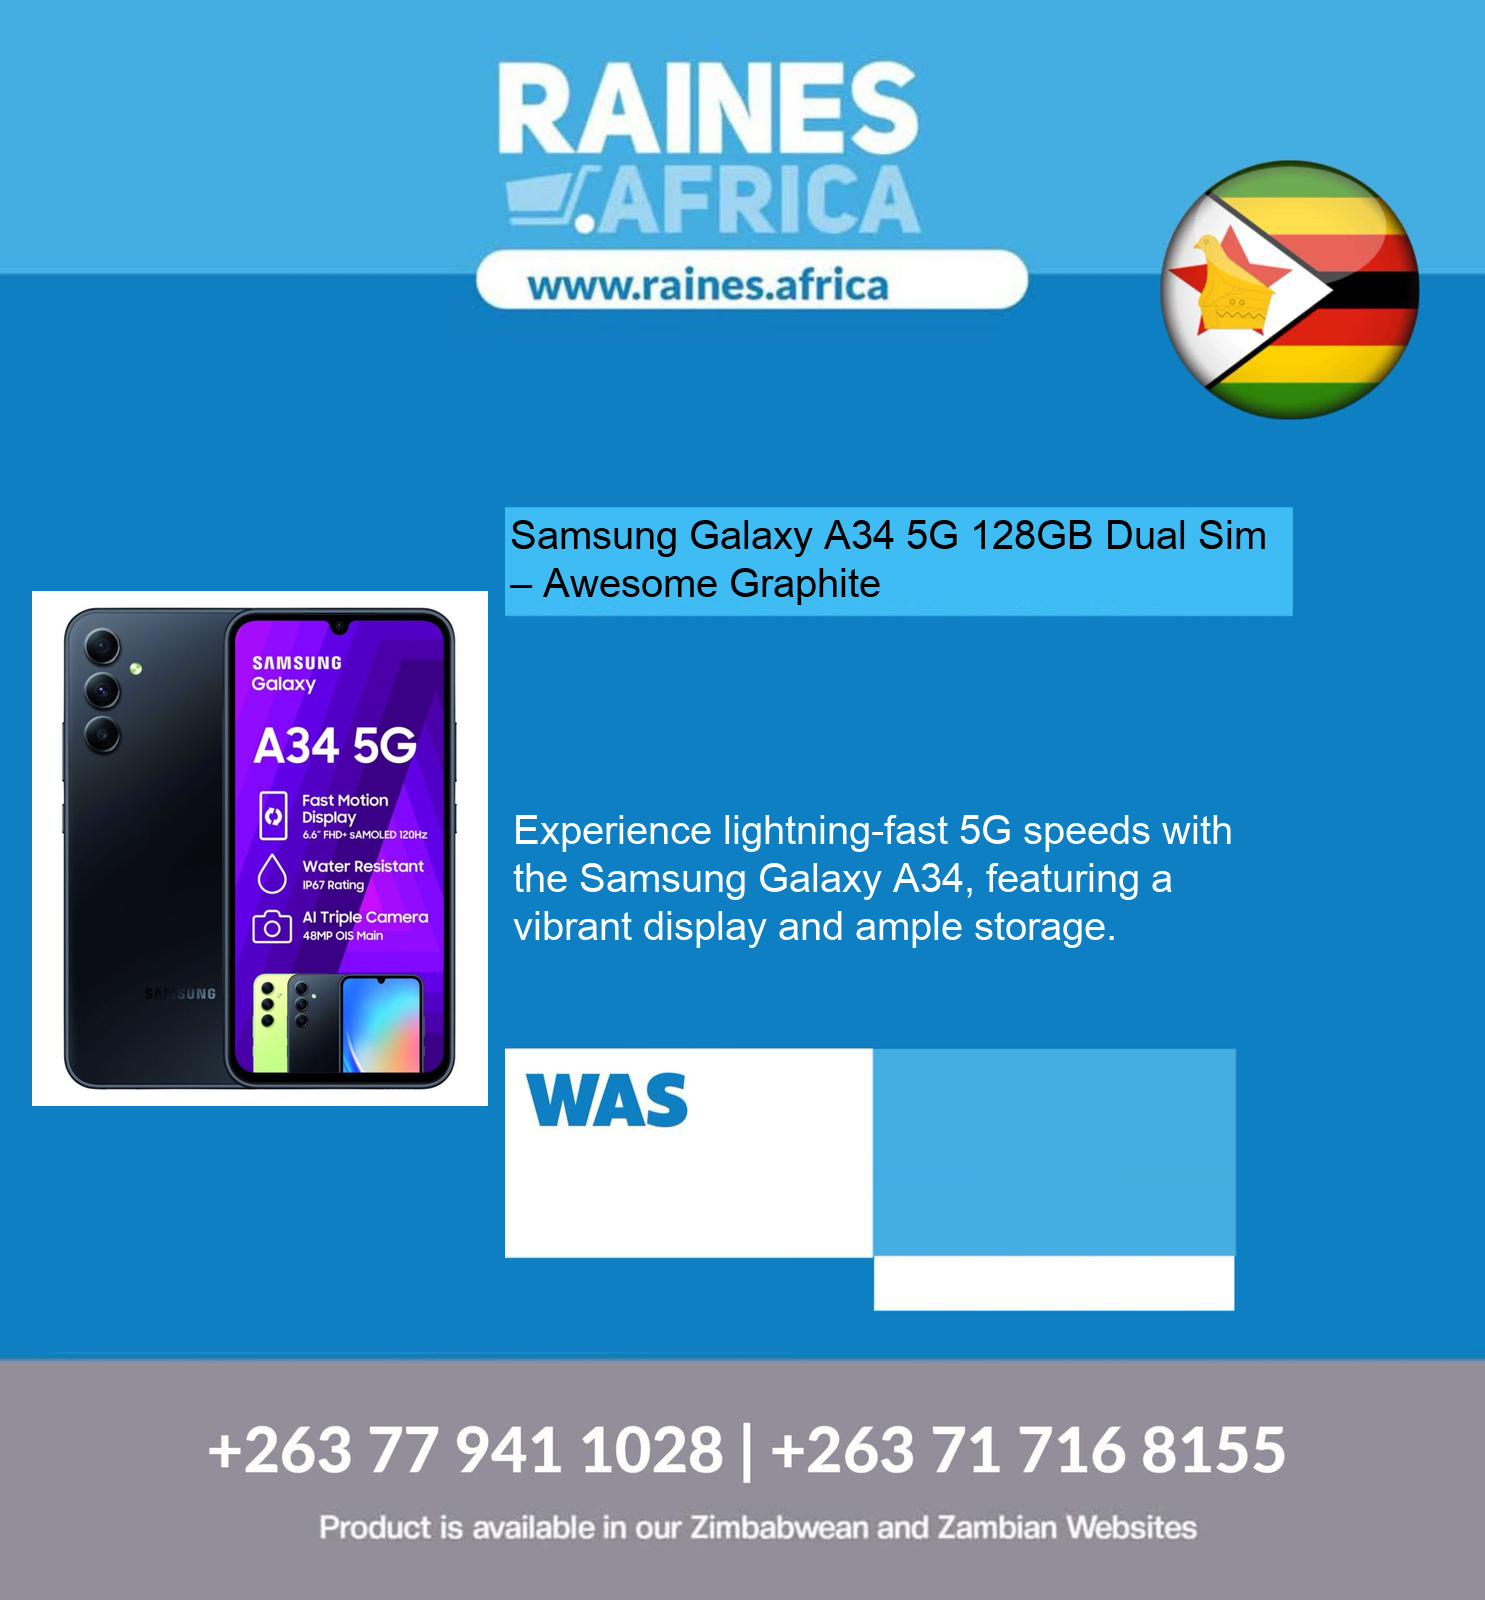 RAINES
.AFRICA
www.raines.africa
Samsung Galaxy A34 5G 128GB Dual Sim
– Awesome Graphite
SAMSUNG
Galaxy
A34 5G
Fast Motion
Display
6.6" FHD+ sAMOLED 120Hz
Water Resistant
IP67 Rating
AI Triple Camera
48MP OIS Main
SAMSUNG
Experience lightning-fast 5G speeds with
the Samsung Galaxy A34, featuring a
vibrant display and ample storage.
WAS
+263 77 941 1028 | +263 71 716 8155
Product is available in our Zimbabwean and Zambian Websites